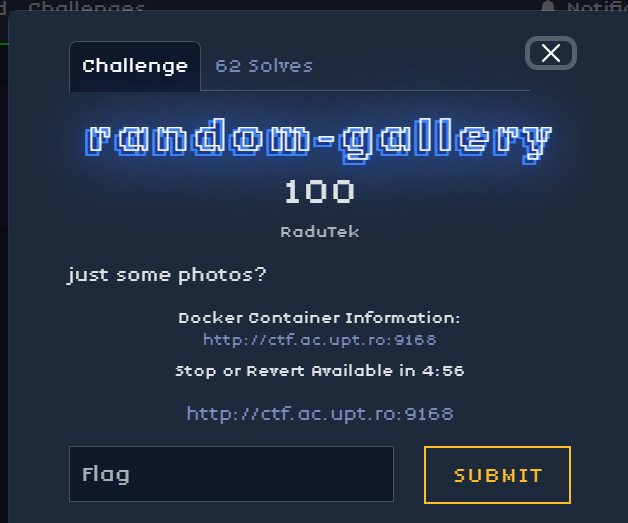 Challenges
Notific
Challenge
62 Solves
random-gallery
100
RaduTek
just some photos?
Docker Container Information:
http://ctf.ac.upt.ro:9168
Stop or Revert Available in 4:56
http://ctf.ac.upt.ro:9168
Flag
SUBMIT